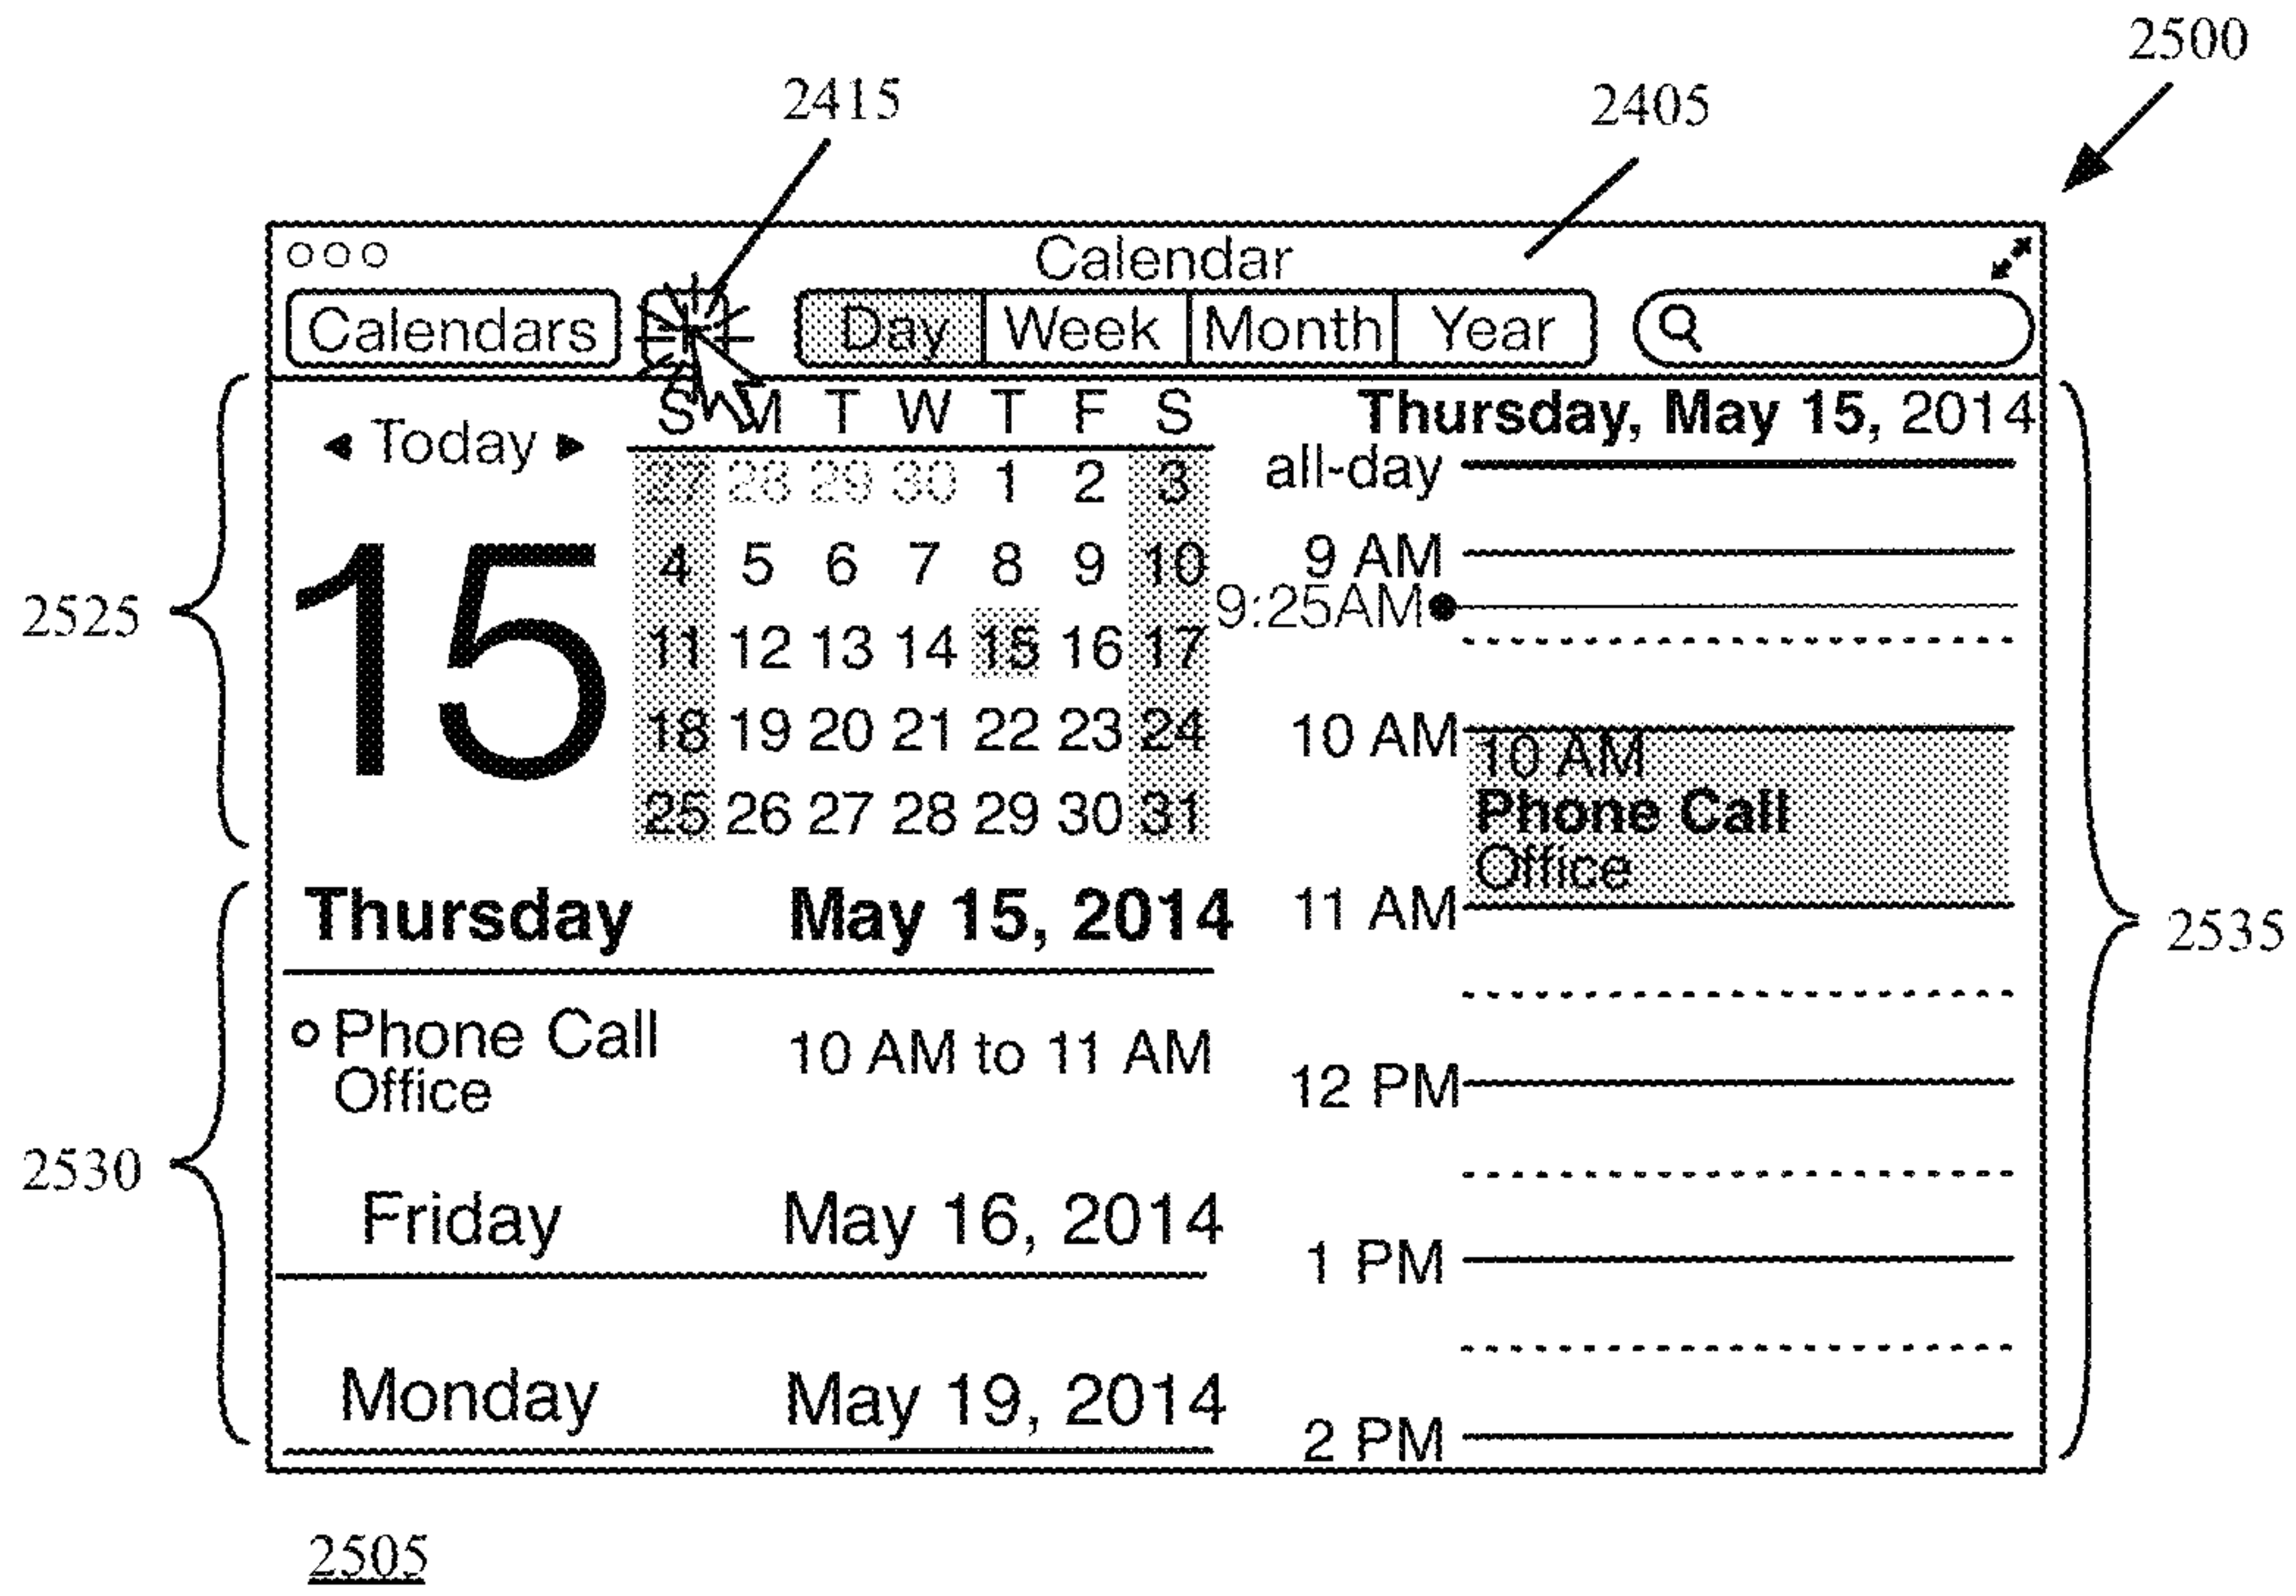 2500
2415
2405
Calendar
Calendars
Day Week Month Year
Today
S M T W T F S
27 28 29 30 1 2 3
4 5 6 7 8 9 10
11 12 13 14 15 16 17
18 19 20 21 22 23 24
25 26 27 28 29 30 31
15
2525
Thursday May 15, 2014
Phone Call 10 AM to 11 AM
Office
Friday May 16, 2014
Monday May 19, 2014
2530
Thursday, May 15, 2014
all-day
9 AM
9:25AM
10 AM
10 AM
Phone Call
Office
11 AM
12 PM
1 PM
2 PM
2535
2505